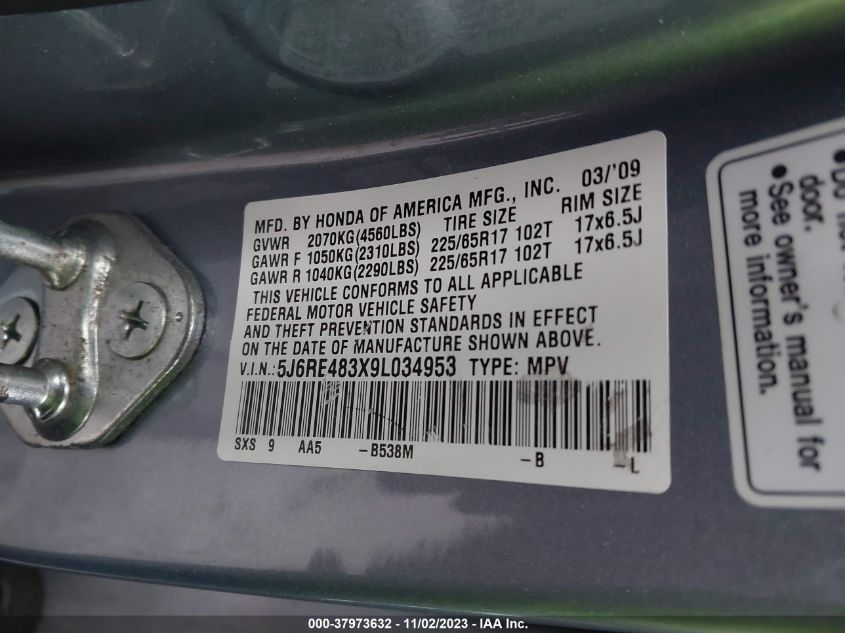 MFD. BY HONDA OF AMERICA MFG., INC. 03/'09
GVWR 2070KG(4560LBS) TIRE SIZE RIM SIZE
GAWR F 1050KG(2310LBS) 225/65R17 102T 17x6.5J
GAWR R 1040KG(2290LBS) 225/65R17 102T 17x6.5J
THIS VEHICLE CONFORMS TO ALL APPLICABLE
FEDERAL MOTOR VEHICLE SAFETY
AND THEFT PREVENTION STANDARDS IN EFFECT
ON THE DATE OF MANUFACTURE SHOWN ABOVE.
V.I.N.:5J6RE483X9L034953 TYPE: MPV
SXS 9 AA5 -B538M -B -L
• Do
door.
• See owner's manual for
more information.
000-37973632 - 11/02/2023 - IAA Inc.